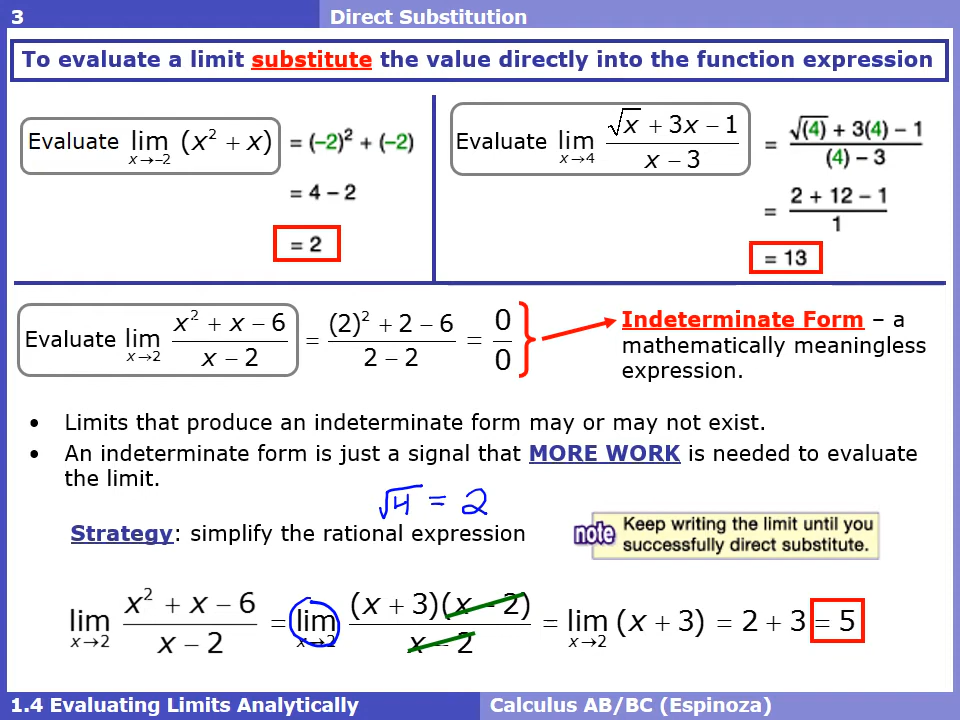 3 Direct Substitution
To evaluate a limit substitute the value directly into the function expression
Evaluate lim x→-2 (x² + x) = (-2)² + (-2)
= 4 − 2
= 2
Evaluate lim x→4 (√x + 3x − 1)/(x − 3) = (√(4) + 3(4) − 1)/((4) − 3)
= (2 + 12 − 1)/1
= 13
Evaluate lim x→2 (x² + x − 6)/(x − 2) = ((2)² + 2 − 6)/(2 − 2) = 0/0
Indeterminate Form – a
mathematically meaningless
expression.
• Limits that produce an indeterminate form may or may not exist.
• An indeterminate form is just a signal that MORE WORK is needed to evaluate
the limit.
√4 = 2
Strategy: simplify the rational expression
note Keep writing the limit until you
successfully direct substitute.
lim x→2 (x² + x − 6)/(x − 2) = lim x→2 ((x + 3)(x − 2))/(x − 2) = lim x→2 (x + 3) = 2 + 3 = 5
1.4 Evaluating Limits Analytically Calculus AB/BC (Espinoza)